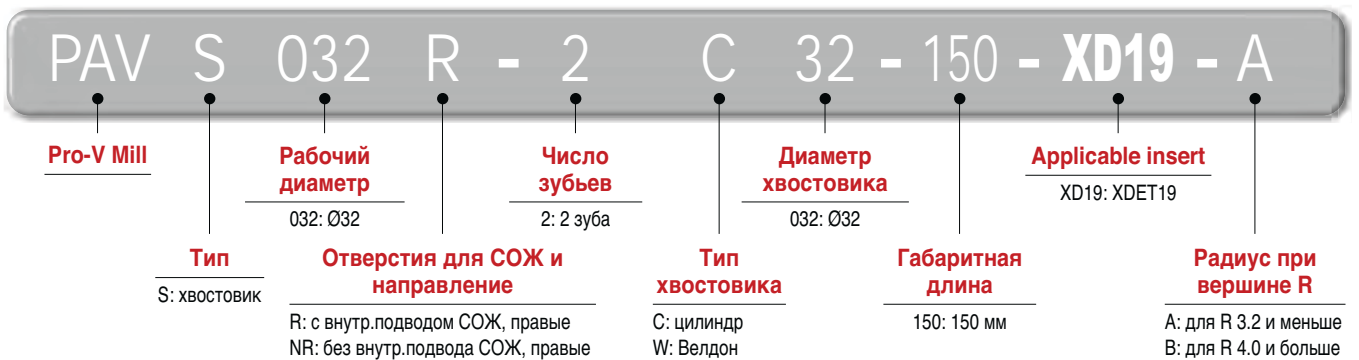 PAV S 032 R - 2 C 32 - 150 - XD19 - A
Pro-V Mill
Рабочий
диаметр
032: Ø32
Число
зубьев
2: 2 зуба
Диаметр
хвостовика
032: Ø32
Applicable insert
XD19: XDET19
Тип
S: хвостовик
Отверстия для СОЖ и
направление
R: с внутр.подводом СОЖ, правые
NR: без внутр.подвода СОЖ, правые
Тип
хвостовика
C: цилиндр
W: Велдон
Габаритная
длина
150: 150 мм
Радиус при
вершине R
A: для R 3.2 и меньше
B: для R 4.0 и больше